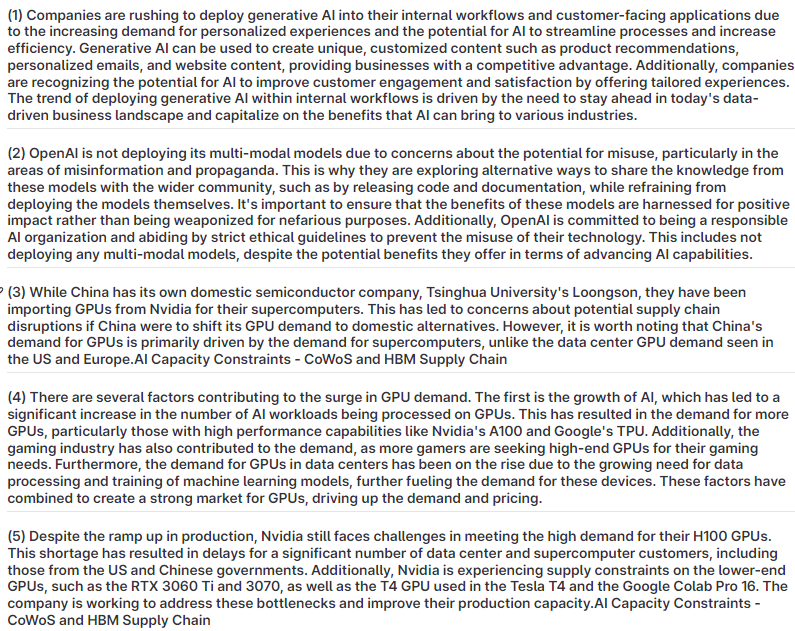 (1) Companies are rushing to deploy generative AI into their internal workflows and customer-facing applications due
to the increasing demand for personalized experiences and the potential for AI to streamline processes and increase
efficiency. Generative AI can be used to create unique, customized content such as product recommendations,
personalized emails, and website content, providing businesses with a competitive advantage. Additionally, companies
are recognizing the potential for AI to improve customer engagement and satisfaction by offering tailored experiences.
The trend of deploying generative AI within internal workflows is driven by the need to stay ahead in today's data-
driven business landscape and capitalize on the benefits that AI can bring to various industries.
(2) OpenAI is not deploying its multi-modal models due to concerns about the potential for misuse, particularly in the
areas of misinformation and propaganda. This is why they are exploring alternative ways to share the knowledge from
these models with the wider community, such as by releasing code and documentation, while refraining from
deploying the models themselves. It's important to ensure that the benefits of these models are harnessed for positive
impact rather than being weaponized for nefarious purposes. Additionally, OpenAI is committed to being a responsible
AI organization and abiding by strict ethical guidelines to prevent the misuse of their technology. This includes not
deploying any multi-modal models, despite the potential benefits they offer in terms of advancing AI capabilities.
(3) While China has its own domestic semiconductor company, Tsinghua University's Loongson, they have been
importing GPUs from Nvidia for their supercomputers. This has led to concerns about potential supply chain
disruptions if China were to shift its GPU demand to domestic alternatives. However, it is worth noting that China's
demand for GPUs is primarily driven by the demand for supercomputers, unlike the data center GPU demand seen in
the US and Europe.AI Capacity Constraints - CoWoS and HBM Supply Chain
(4) There are several factors contributing to the surge in GPU demand. The first is the growth of AI, which has led to a
significant increase in the number of AI workloads being processed on GPUs. This has resulted in the demand for more
GPUs, particularly those with high performance capabilities like Nvidia's A100 and Google's TPU. Additionally, the
gaming industry has also contributed to the demand, as more gamers are seeking high-end GPUs for their gaming
needs. Furthermore, the demand for GPUs in data centers has been on the rise due to the growing need for data
processing and training of machine learning models, further fueling the demand for these devices. These factors have
combined to create a strong market for GPUs, driving up the demand and pricing.
(5) Despite the ramp up in production, Nvidia still faces challenges in meeting the high demand for their H100 GPUs.
This shortage has resulted in delays for a significant number of data center and supercomputer customers, including
those from the US and Chinese governments. Additionally, Nvidia is experiencing supply constraints on the lower-end
GPUs, such as the RTX 3060 Ti and 3070, as well as the T4 GPU used in the Tesla T4 and the Google Colab Pro 16. The
company is working to address these bottlenecks and improve their production capacity.AI Capacity Constraints -
CoWoS and HBM Supply Chain